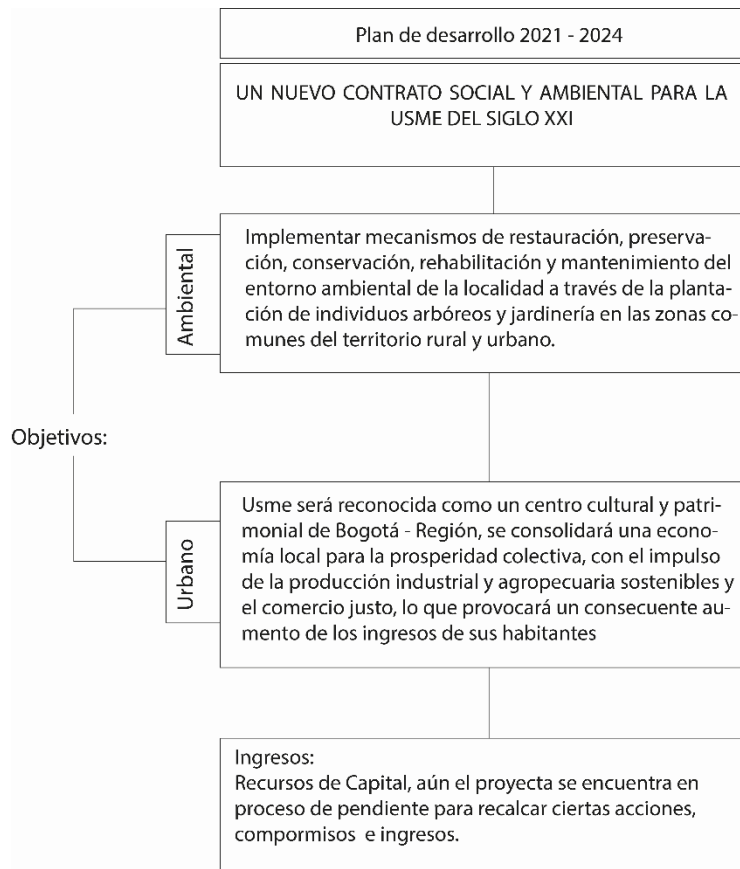 Plan de desarrollo 2021 - 2024
UN NUEVO CONTRATO SOCIAL Y AMBIENTAL PARA LA
USME DEL SIGLO XXI
Objetivos:
Ambiental
Implementar mecanismos de restauración, preserva-
ción, conservación, rehabilitación y mantenimiento del
entorno ambiental de la localidad a través de la planta-
ción de individuos arbóreos y jardinería en las zonas co-
munes del territorio rural y urbano.
Urbano
Usme será reconocida como un centro cultural y patri-
monial de Bogotá - Región, se consolidará una econo-
mía local para la prosperidad colectiva, con el impulso
de la producción industrial y agropecuaria sostenibles y
el comercio justo, lo que provocará un consecuente au-
mento de los ingresos de sus habitantes
Ingresos:
Recursos de Capital, aún el proyecta se encuentra en
proceso de pendiente para recalcar ciertas acciones,
compormisos e ingresos.